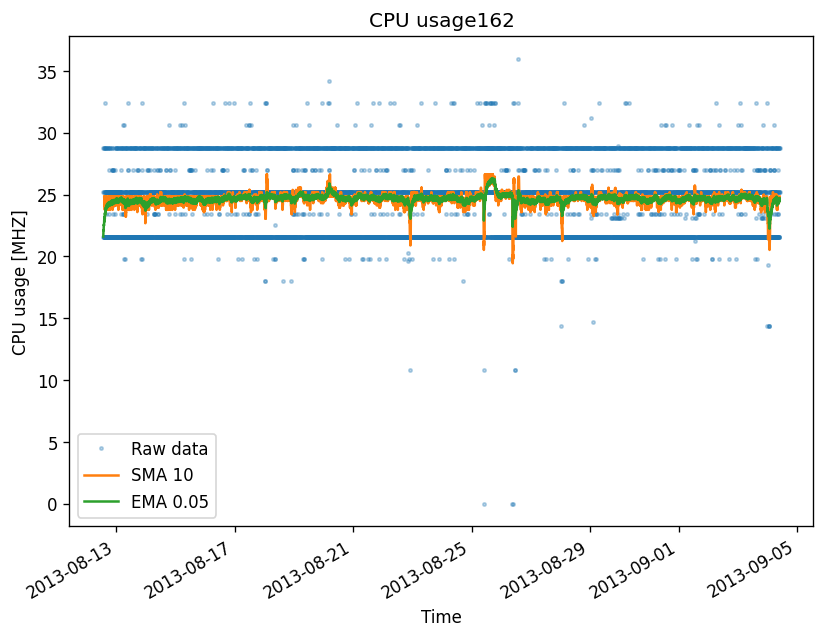 CPU usage162
CPU usage [MHZ]
35
30
25
20
15
10
5
0
Raw data
SMA 10
EMA 0.05
2013-08-13
2013-08-17
2013-08-21
2013-08-25
2013-08-29
2013-09-01
2013-09-05
Time